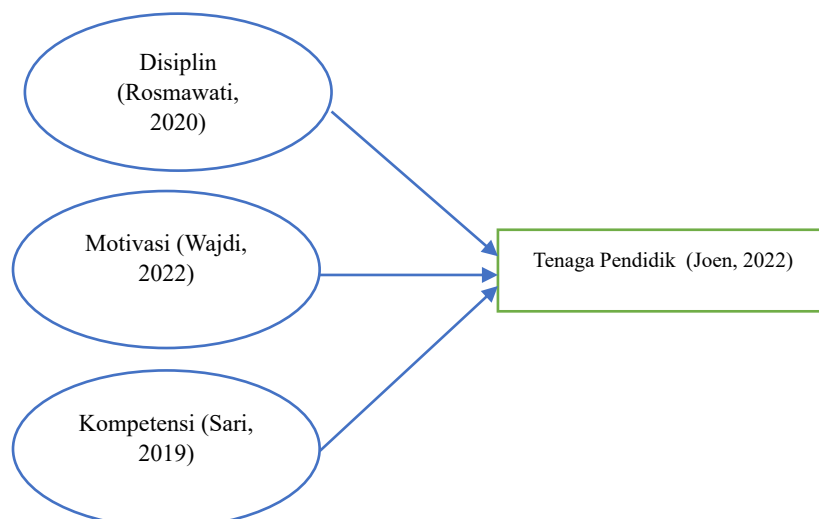 Disiplin
(Rosmawati,
2020)
Motivasi (Wajdi,
2022)
Tenaga Pendidik  (Joen, 2022)
Kompetensi (Sari,
2019)